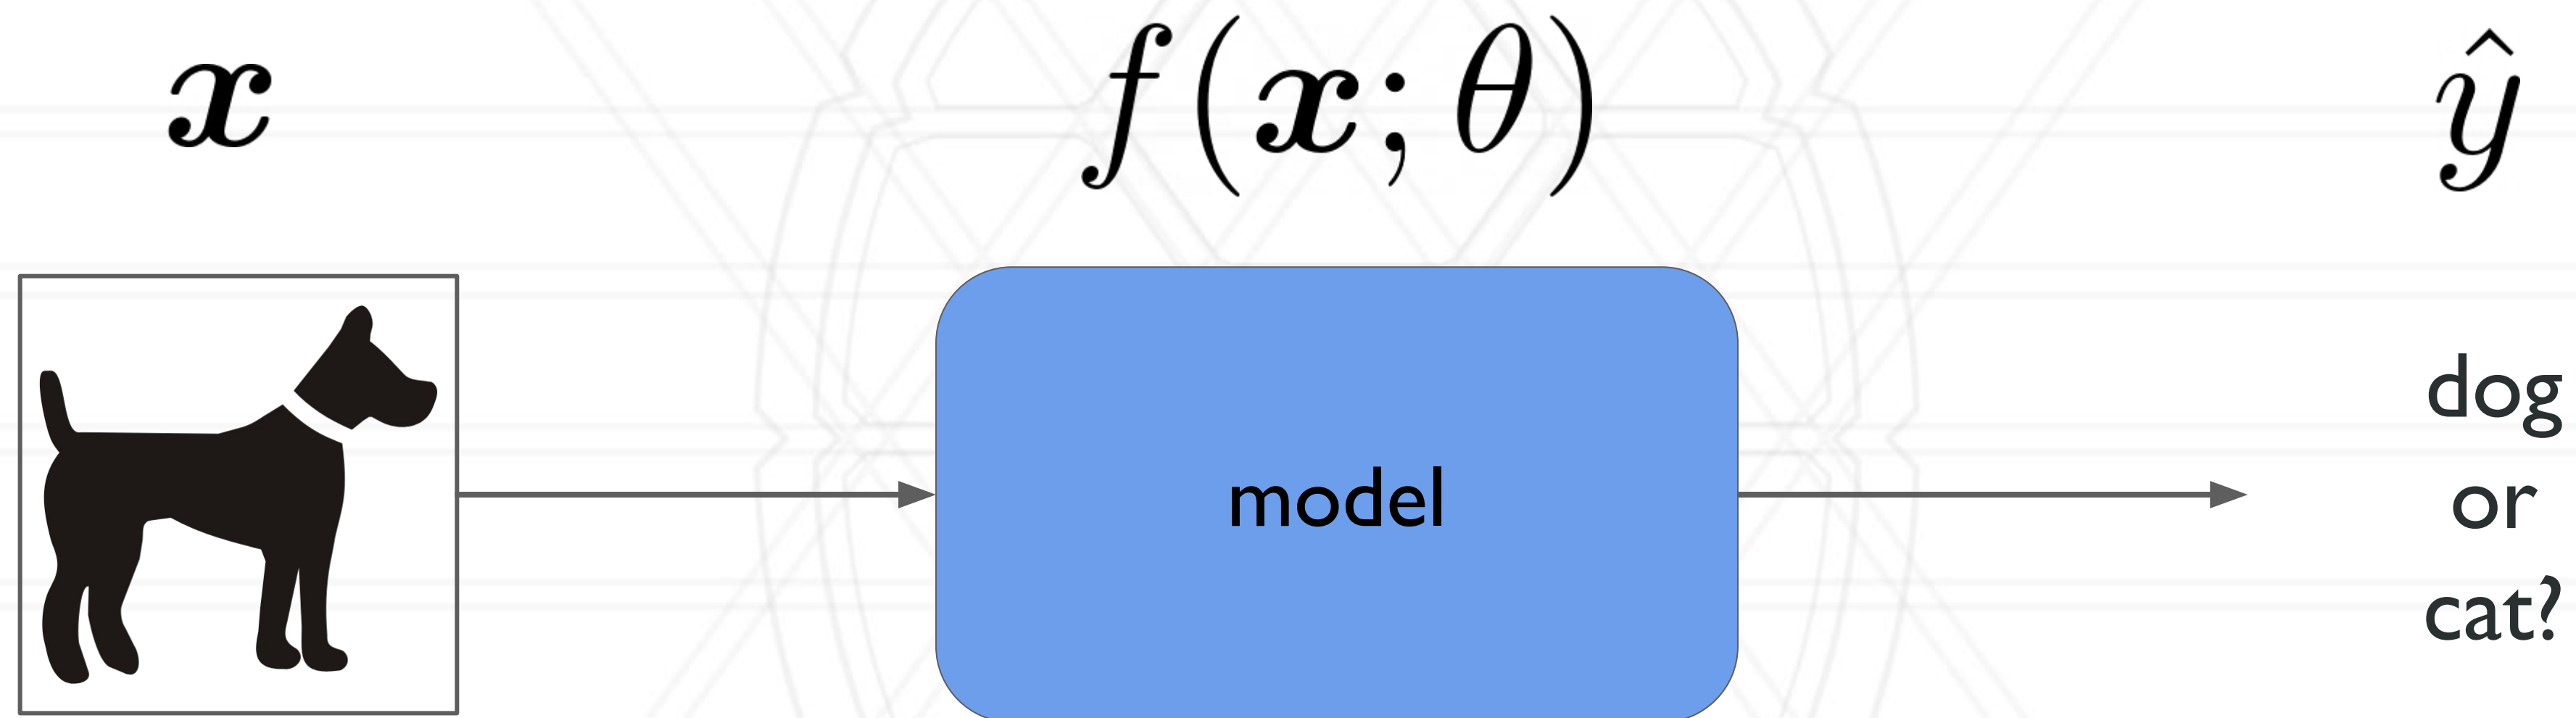 x
f(x; θ)
ŷ
model
dog
or
cat?